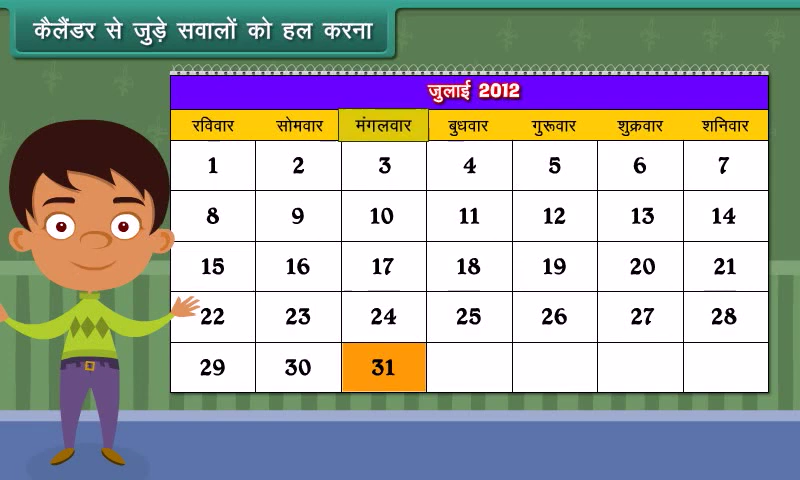 कैलैंडर से जुड़े सवालों को हल करना
जुलाई 2012
रविवार सोमवार मंगलवार बुधवार गुरूवार शुक्रवार शनिवार
1 2 3 4 5 6 7
8 9 10 11 12 13 14
15 16 17 18 19 20 21
22 23 24 25 26 27 28
29 30 31